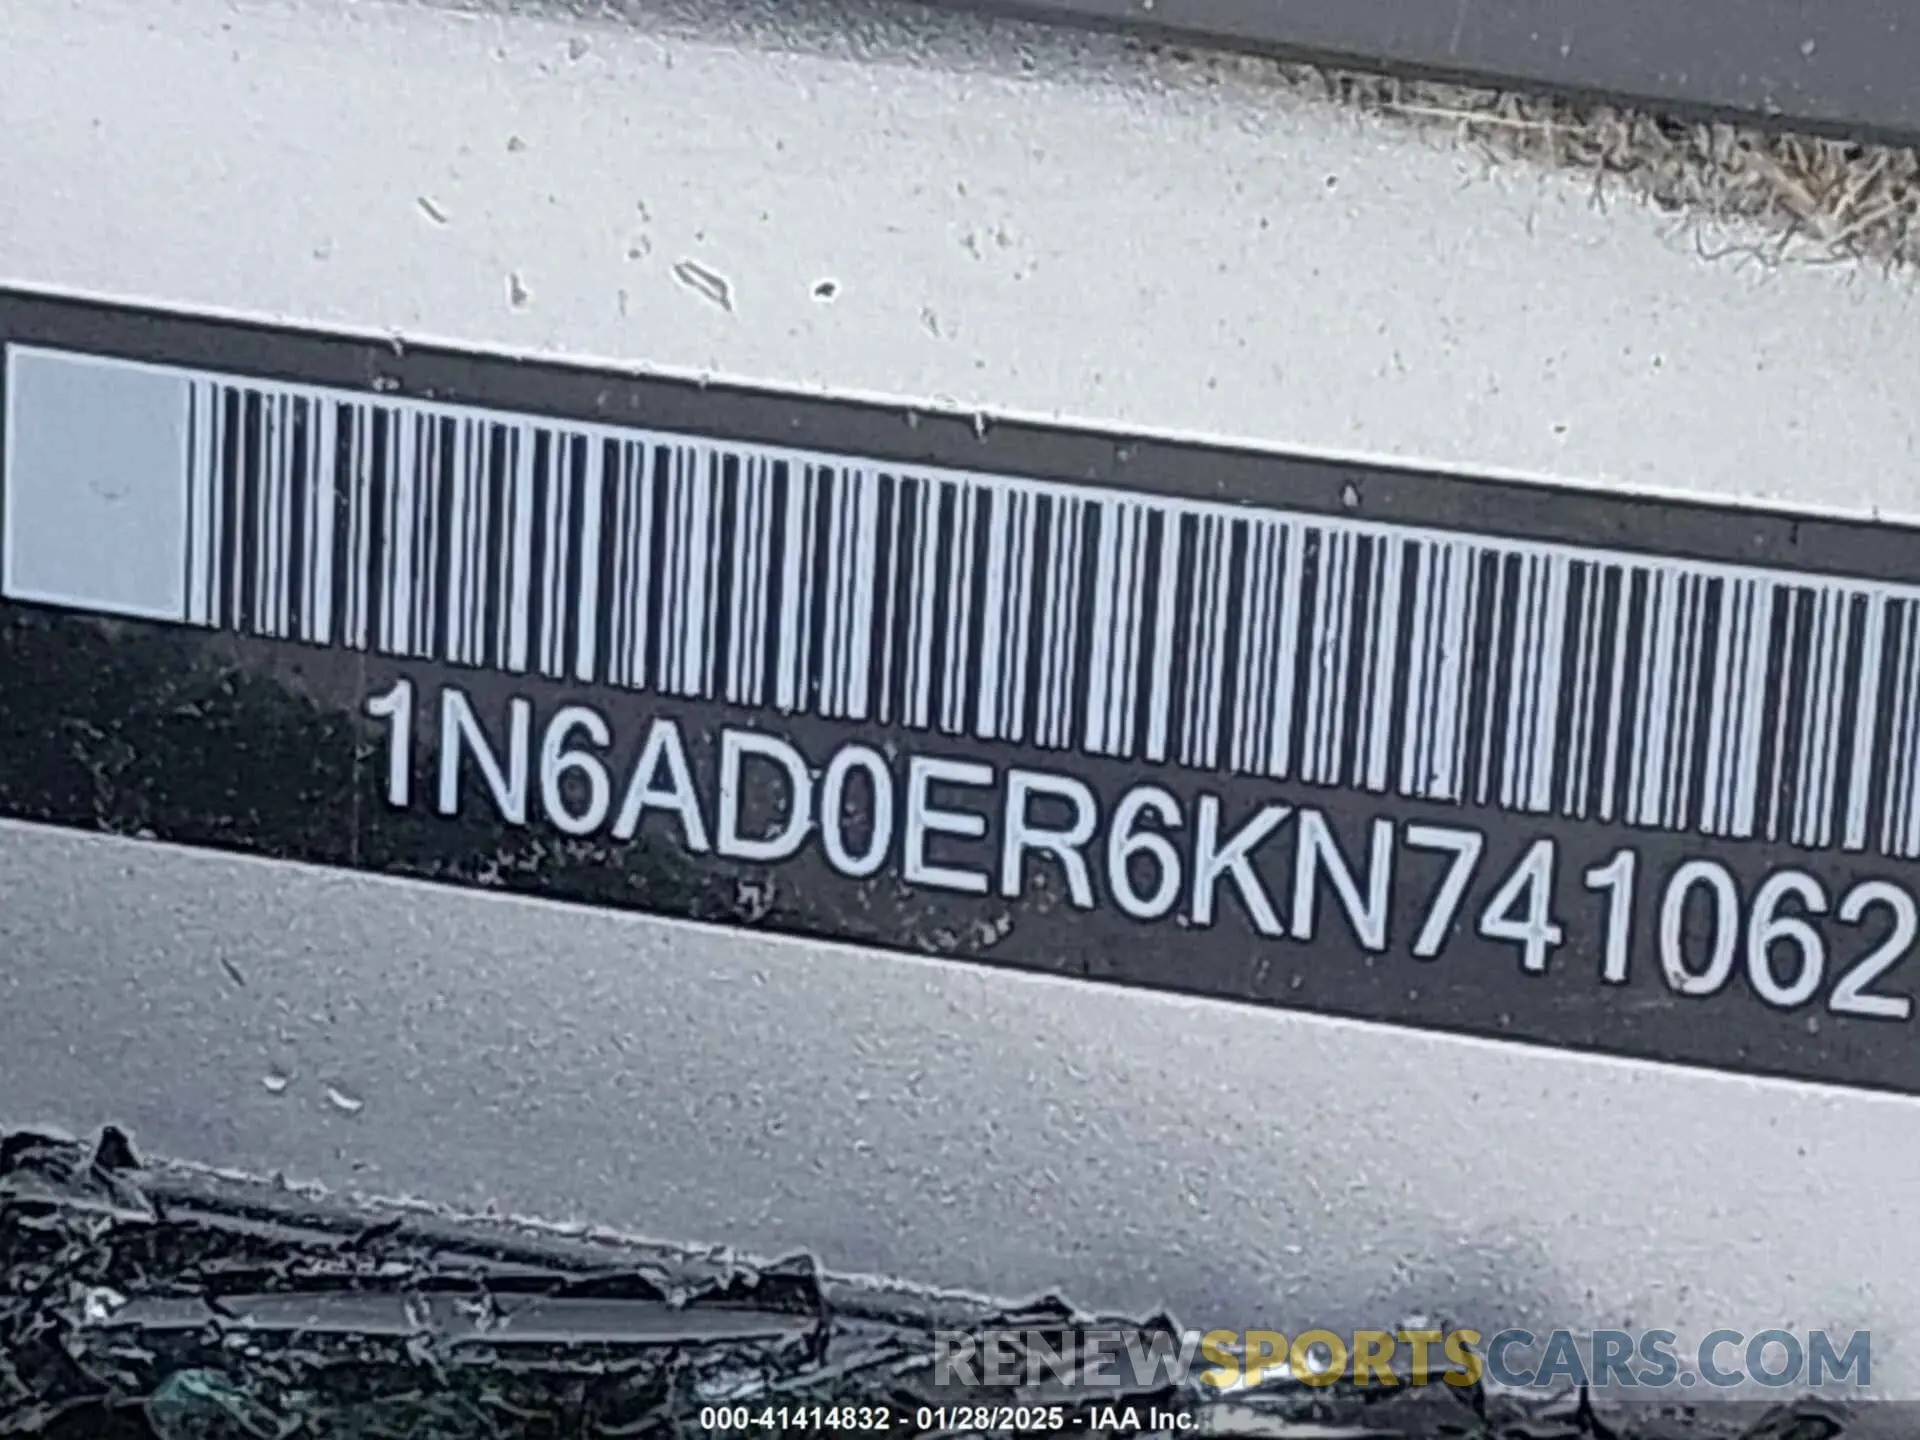 1N6AD0ER6KN741062
RENEWSPORTSCARS.COM
000-41414832 - 01/28/2025 - IAA Inc.